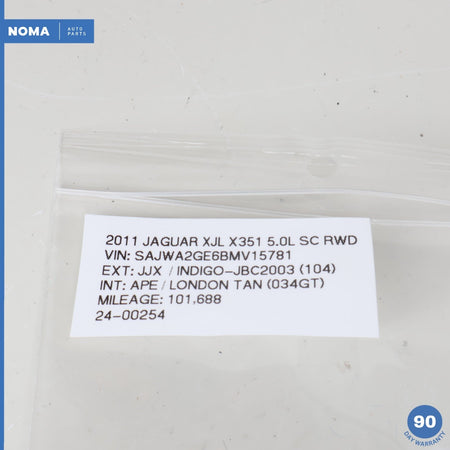 NOMA AUTO PARTS
2011 JAGUAR XJL X351 5.0L SC RWD
VIN: SAJWA2GE6BMV15781
EXT: JJX / INDIGO-JBC2003 (104)
INT: APE / LONDON TAN (034GT)
MILEAGE: 101,688
24-00254
90
DAY WARRANTY